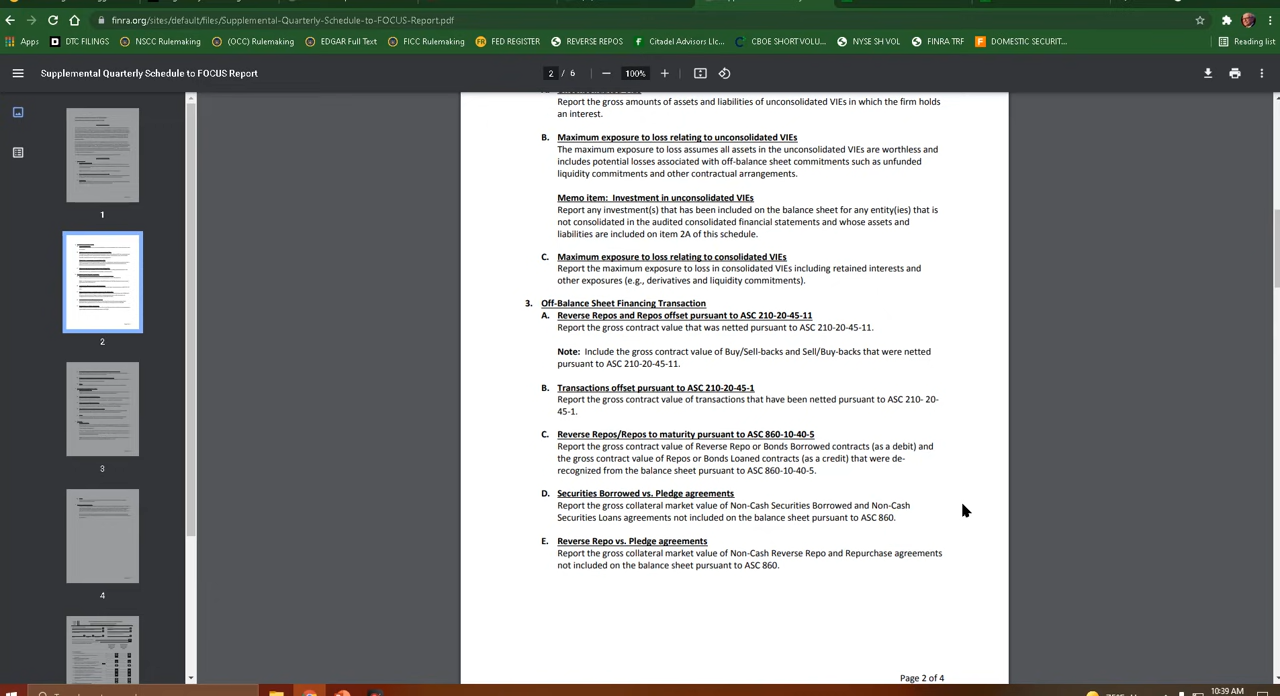 finra.org/sites/default/files/Supplemental-Quarterly-Schedule-to-FOCUS-Report.pdf
Apps DTC FILINGS NSCC Rulemaking (OCC) Rulemaking EDGAR Full Text FICC Rulemaking FED REGISTER REVERSE REPOS Citadel Advisors Llc... CBOE SHORT VOLU... NYSE SH VOL FINRA TRF DOMESTIC SECURIT... Reading list
Supplemental Quarterly Schedule to FOCUS Report 2 / 6 100%
Report the gross amounts of assets and liabilities of unconsolidated VIEs in which the firm holds
an interest.
B. Maximum exposure to loss relating to unconsolidated VIEs
The maximum exposure to loss assumes all assets in the unconsolidated VIEs are worthless and
includes potential losses associated with off-balance sheet commitments such as unfunded
liquidity commitments and other contractual arrangements.
Memo item: Investment in unconsolidated VIEs
Report any investment(s) that has been included on the balance sheet for any entity(ies) that is
not consolidated in the audited consolidated financial statements and whose assets and
liabilities are included on item 2A of this schedule.
C. Maximum exposure to loss relating to consolidated VIEs
Report the maximum exposure to loss in consolidated VIEs including retained interests and
other exposures (e.g., derivatives and liquidity commitments).
3. Off-Balance Sheet Financing Transaction
A. Reverse Repos and Repos offset pursuant to ASC 210-20-45-11
Report the gross contract value that was netted pursuant to ASC 210-20-45-11.
Note: Include the gross contract value of Buy/Sell-backs and Sell/Buy-backs that were netted
pursuant to ASC 210-20-45-11.
B. Transactions offset pursuant to ASC 210-20-45-1
Report the gross contract value of transactions that have been netted pursuant to ASC 210- 20-
45-1.
C. Reverse Repos/Repos to maturity pursuant to ASC 860-10-40-5
Report the gross contract value of Reverse Repo or Bonds Borrowed contracts (as a debit) and
the gross contract value of Repos or Bonds Loaned contracts (as a credit) that were de-
recognized from the balance sheet pursuant to ASC 860-10-40-5.
D. Securities Borrowed vs. Pledge agreements
Report the gross collateral market value of Non-Cash Securities Borrowed and Non-Cash
Securities Loans agreements not included on the balance sheet pursuant to ASC 860.
E. Reverse Repo vs. Pledge agreements
Report the gross collateral market value of Non-Cash Reverse Repo and Repurchase agreements
not included on the balance sheet pursuant to ASC 860.
Page 2 of 4
1
2
3
4
10:39 AM